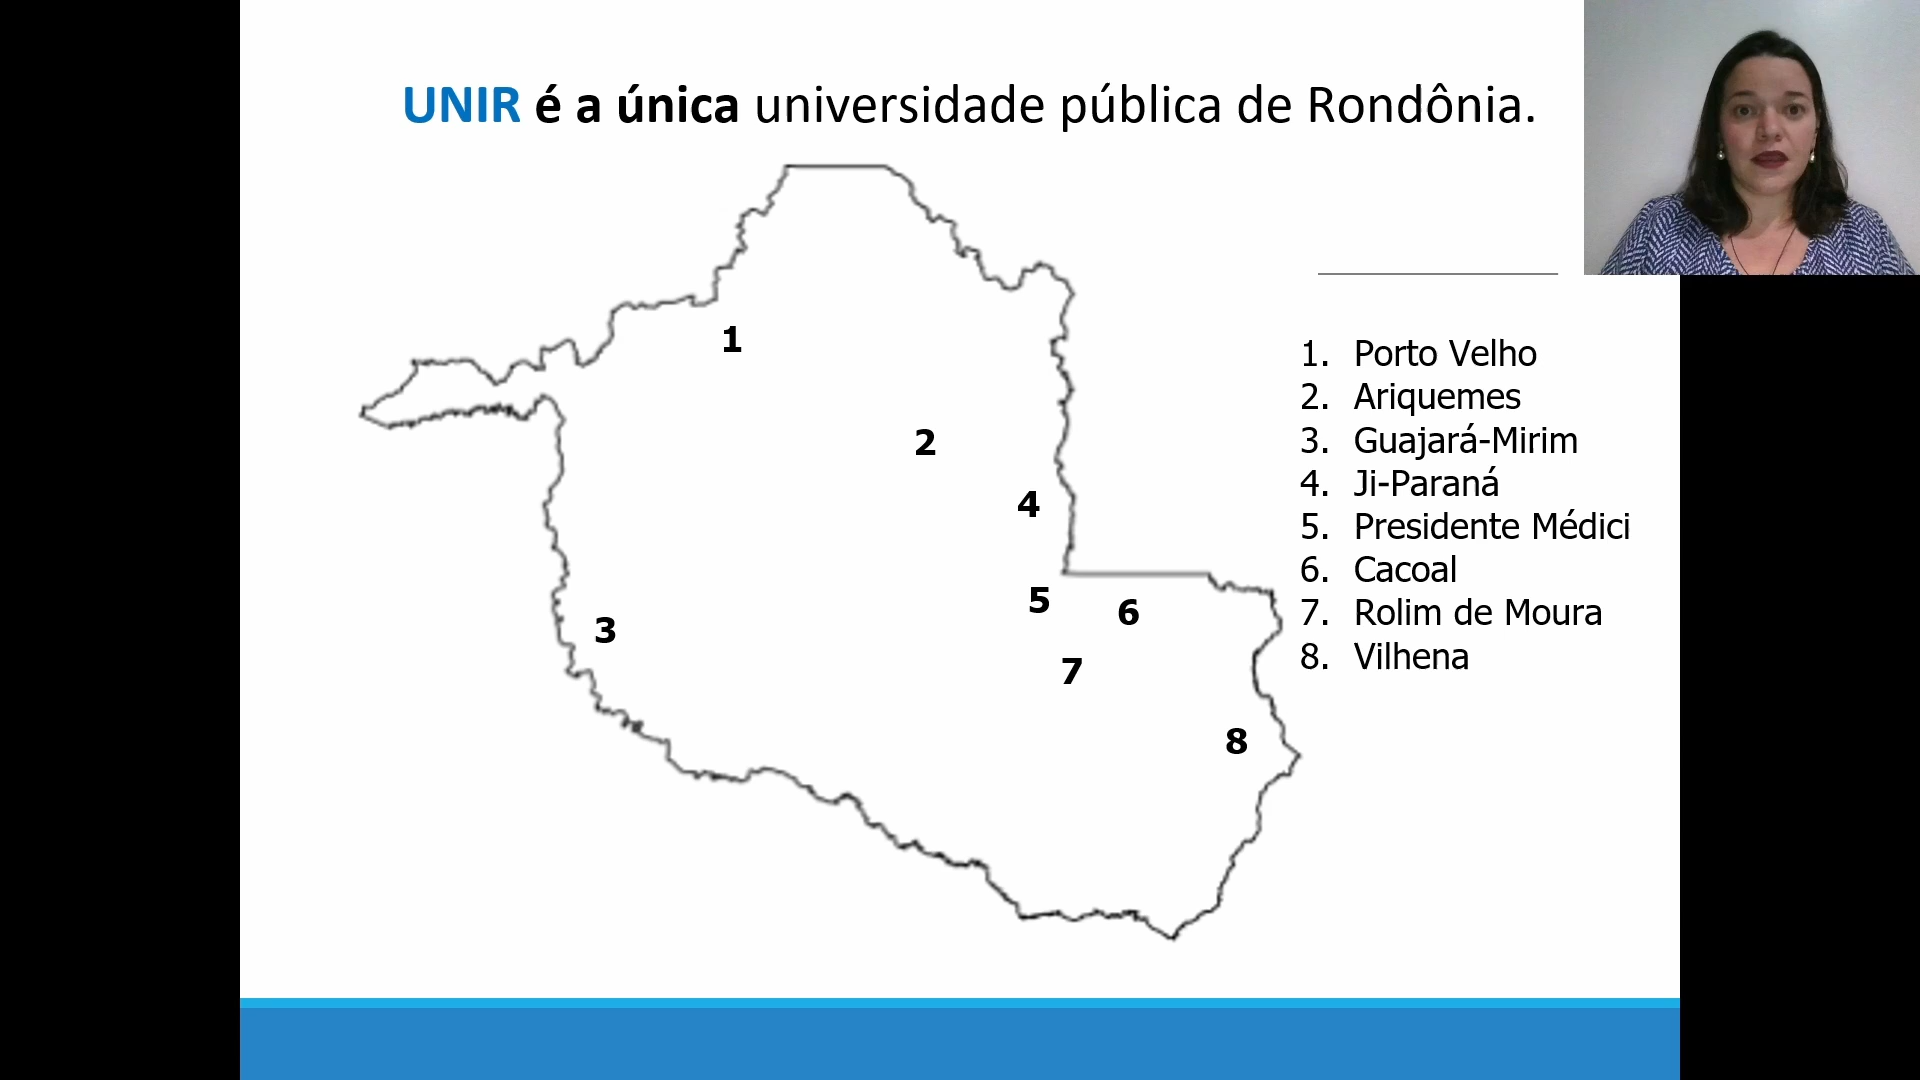 UNIR é a única universidade pública de Rondônia.
1
2
4
5
6
3
7
8
1. Porto Velho
2. Ariquemes
3. Guajará-Mirim
4. Ji-Paraná
5. Presidente Médici
6. Cacoal
7. Rolim de Moura
8. Vilhena